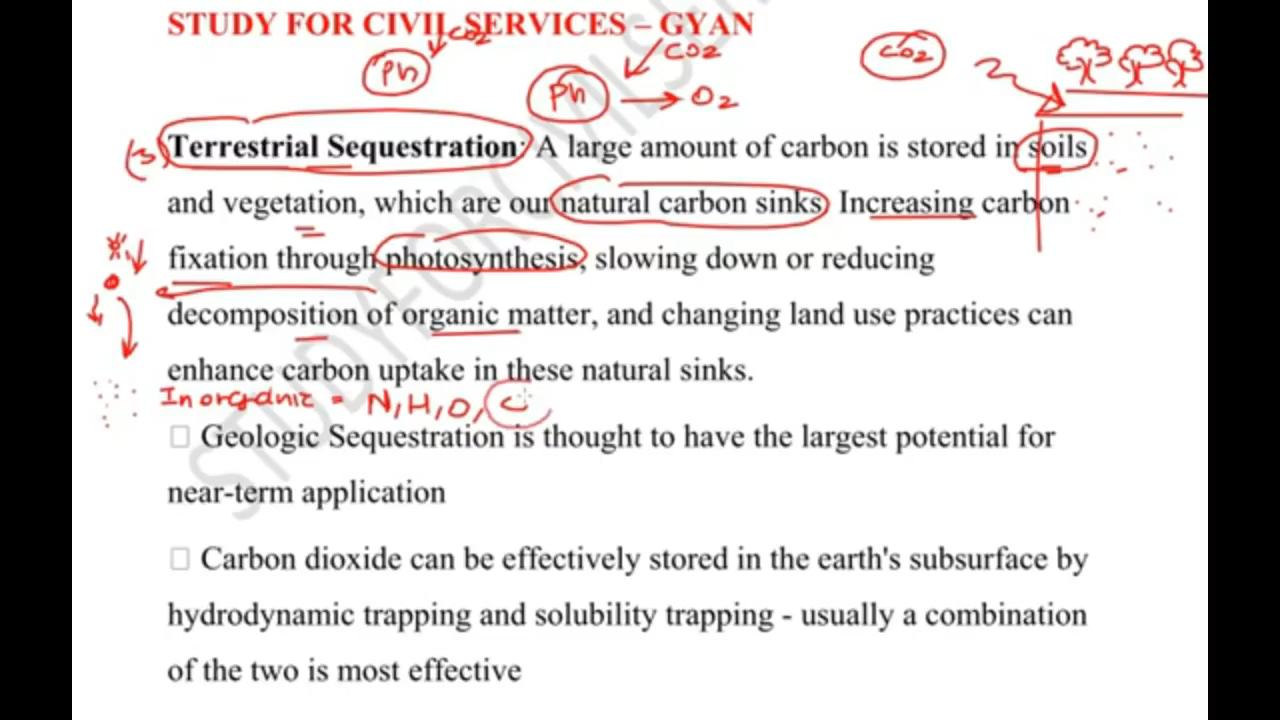 STUDY FOR CIVIL SERVICES – GYAN
CO2
Ph
CO2
Ph → O2
CO2
(3) Terrestrial Sequestration: A large amount of carbon is stored in soils
and vegetation, which are our natural carbon sinks. Increasing carbon
fixation through photosynthesis, slowing down or reducing
decomposition of organic matter, and changing land use practices can
enhance carbon uptake in these natural sinks.
Inorganic = N, H, O, C
Geologic Sequestration is thought to have the largest potential for
near-term application
Carbon dioxide can be effectively stored in the earth's subsurface by
hydrodynamic trapping and solubility trapping - usually a combination
of the two is most effective